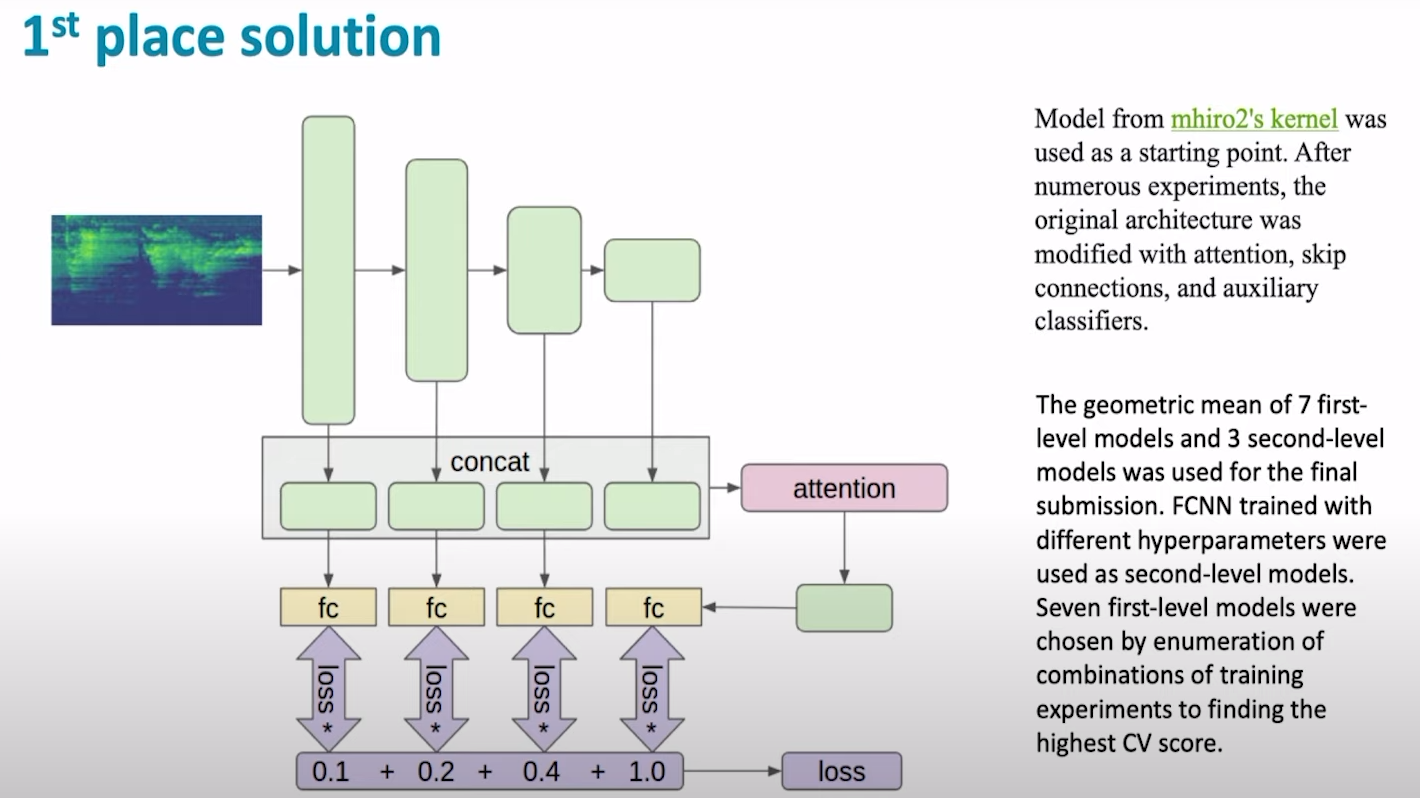 1st place solution
Model from mhiro2's kernel was
used as a starting point. After
numerous experiments, the
original architecture was
modified with attention, skip
connections, and auxiliary
classifiers.
The geometric mean of 7 first-
level models and 3 second-level
models was used for the final
submission. FCNN trained with
different hyperparameters were
used as second-level models.
Seven first-level models were
chosen by enumeration of
combinations of training
experiments to finding the
highest CV score.
concat
attention
fc fc fc fc
loss * loss * loss * loss *
0.1 + 0.2 + 0.4 + 1.0
loss